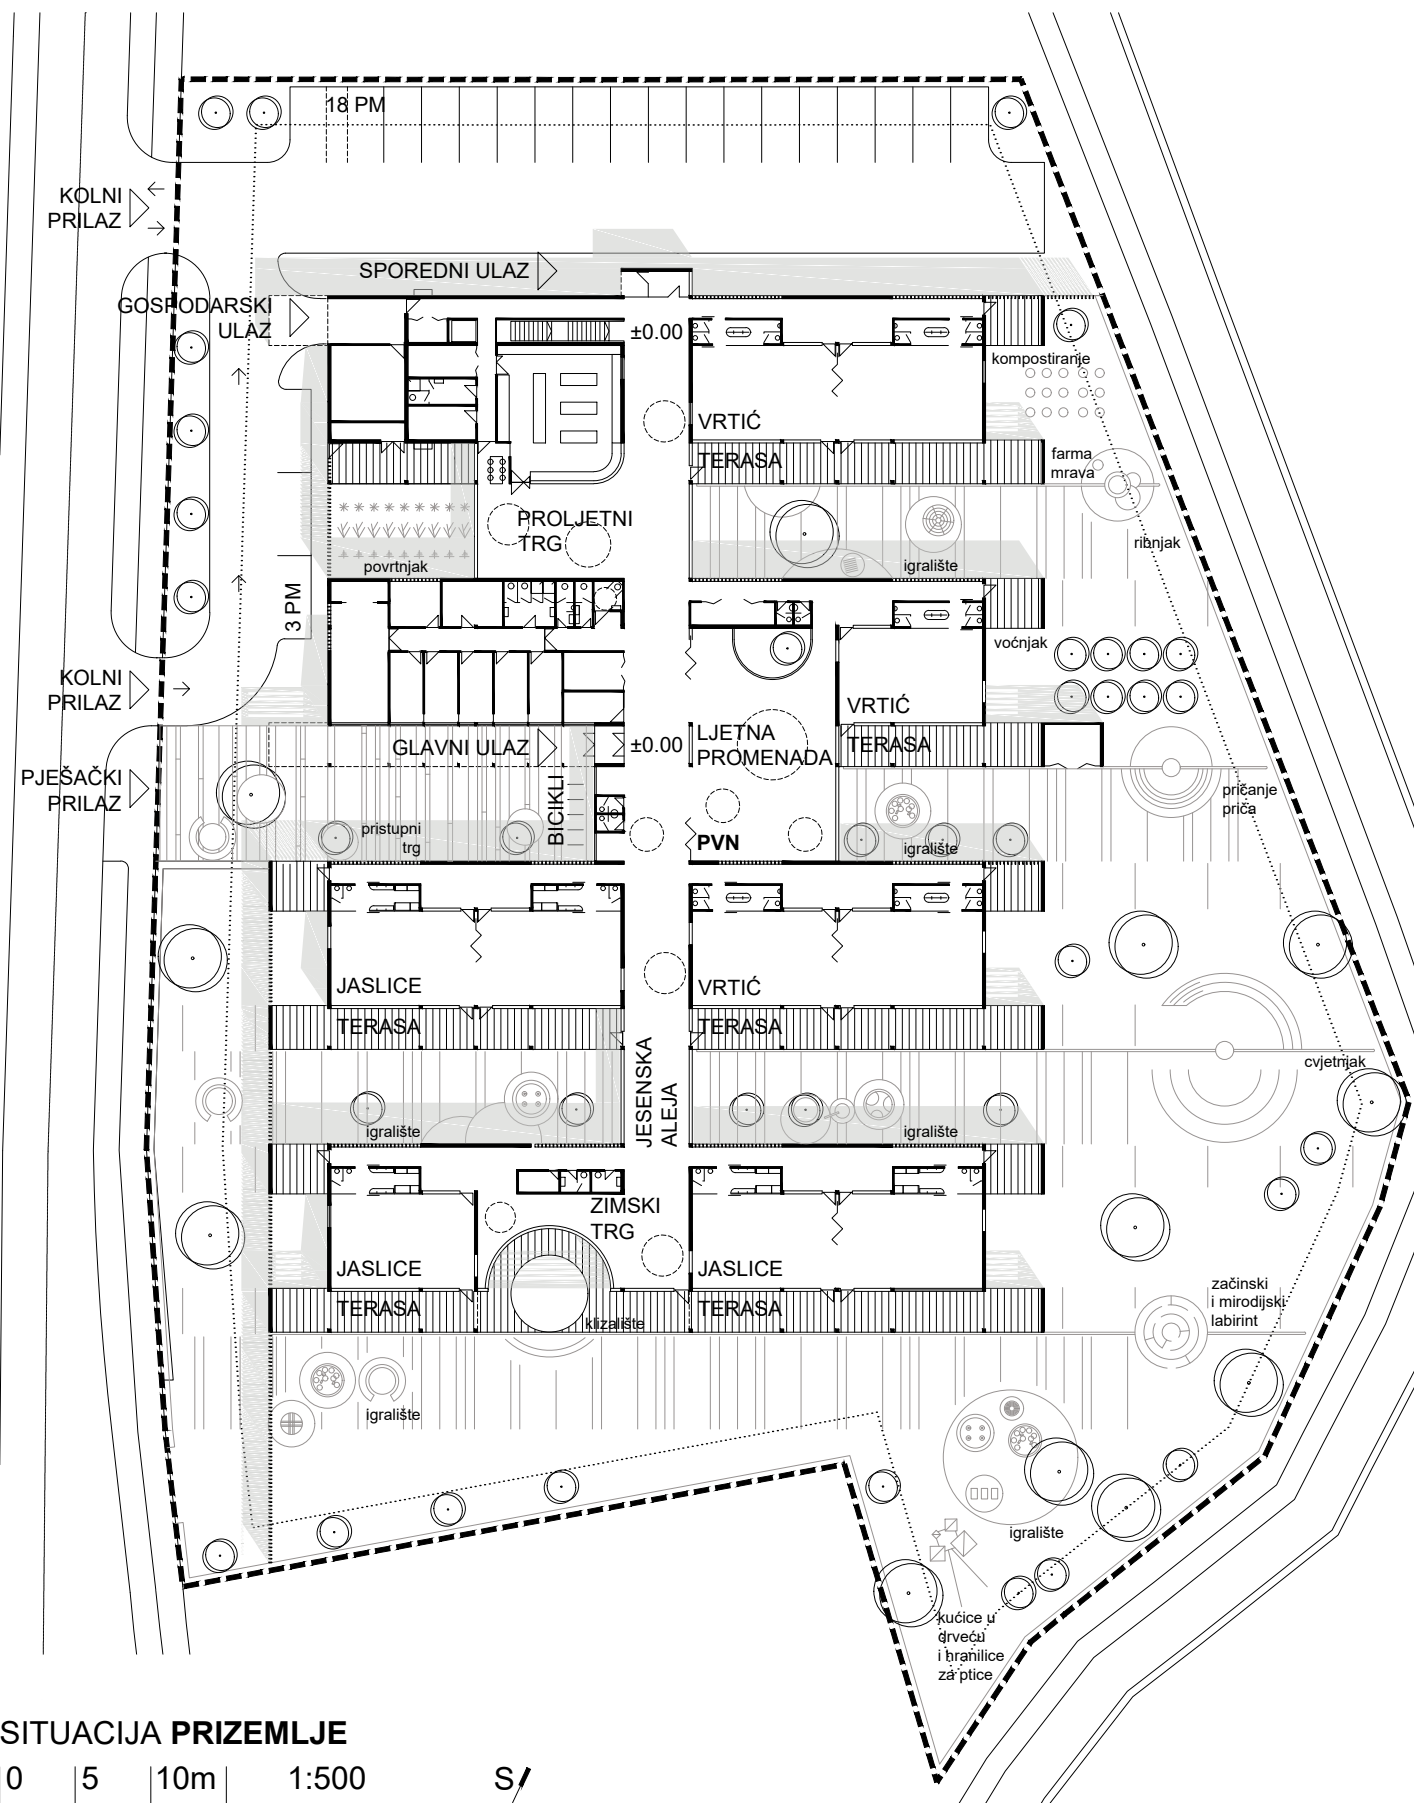 18 PM
KOLNI
PRILAZ
SPOREDNI ULAZ
GOSPODARSKI
ULAZ
±0.00
kompostiranje
VRTIĆ
TERASA
farma
mrava
PROLJETNI
TRG
ribnjak
povrtnjak
igralište
3 PM
voćnjak
KOLNI
PRILAZ
VRTIĆ
TERASA
GLAVNI ULAZ
±0.00
LJETNA
PROMENADA
PJEŠAČKI
PRILAZ
BICIKLI
pričanje
priča
pristupni
trg
PVN
igralište
JASLICE
TERASA
VRTIĆ
TERASA
JESENSKA
ALEJA
cvjetnjak
igralište
igralište
ZIMSKI
TRG
JASLICE
TERASA
JASLICE
TERASA
klizalište
začinski
i mirodijski
labirint
igralište
igralište
kućice u
drveću
i hranilice
za ptice
SITUACIJA PRIZEMLJE
0 5 10m 1:500 S